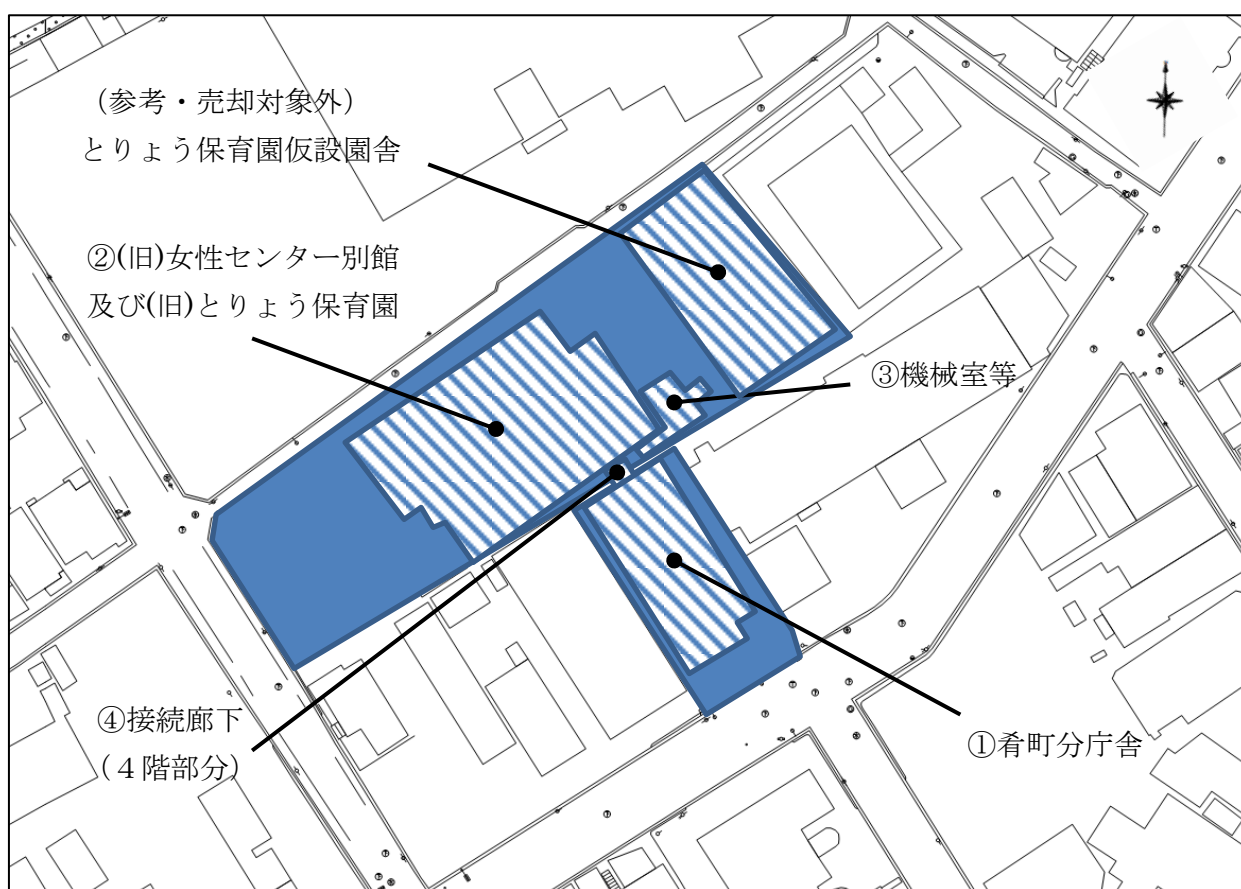 （参考・売却対象外）
とりょう保育園仮設園舎
②(旧)女性センター別館
及び(旧)とりょう保育園
③機械室等
④接続廊下
（４階部分）
①肴町分庁舎